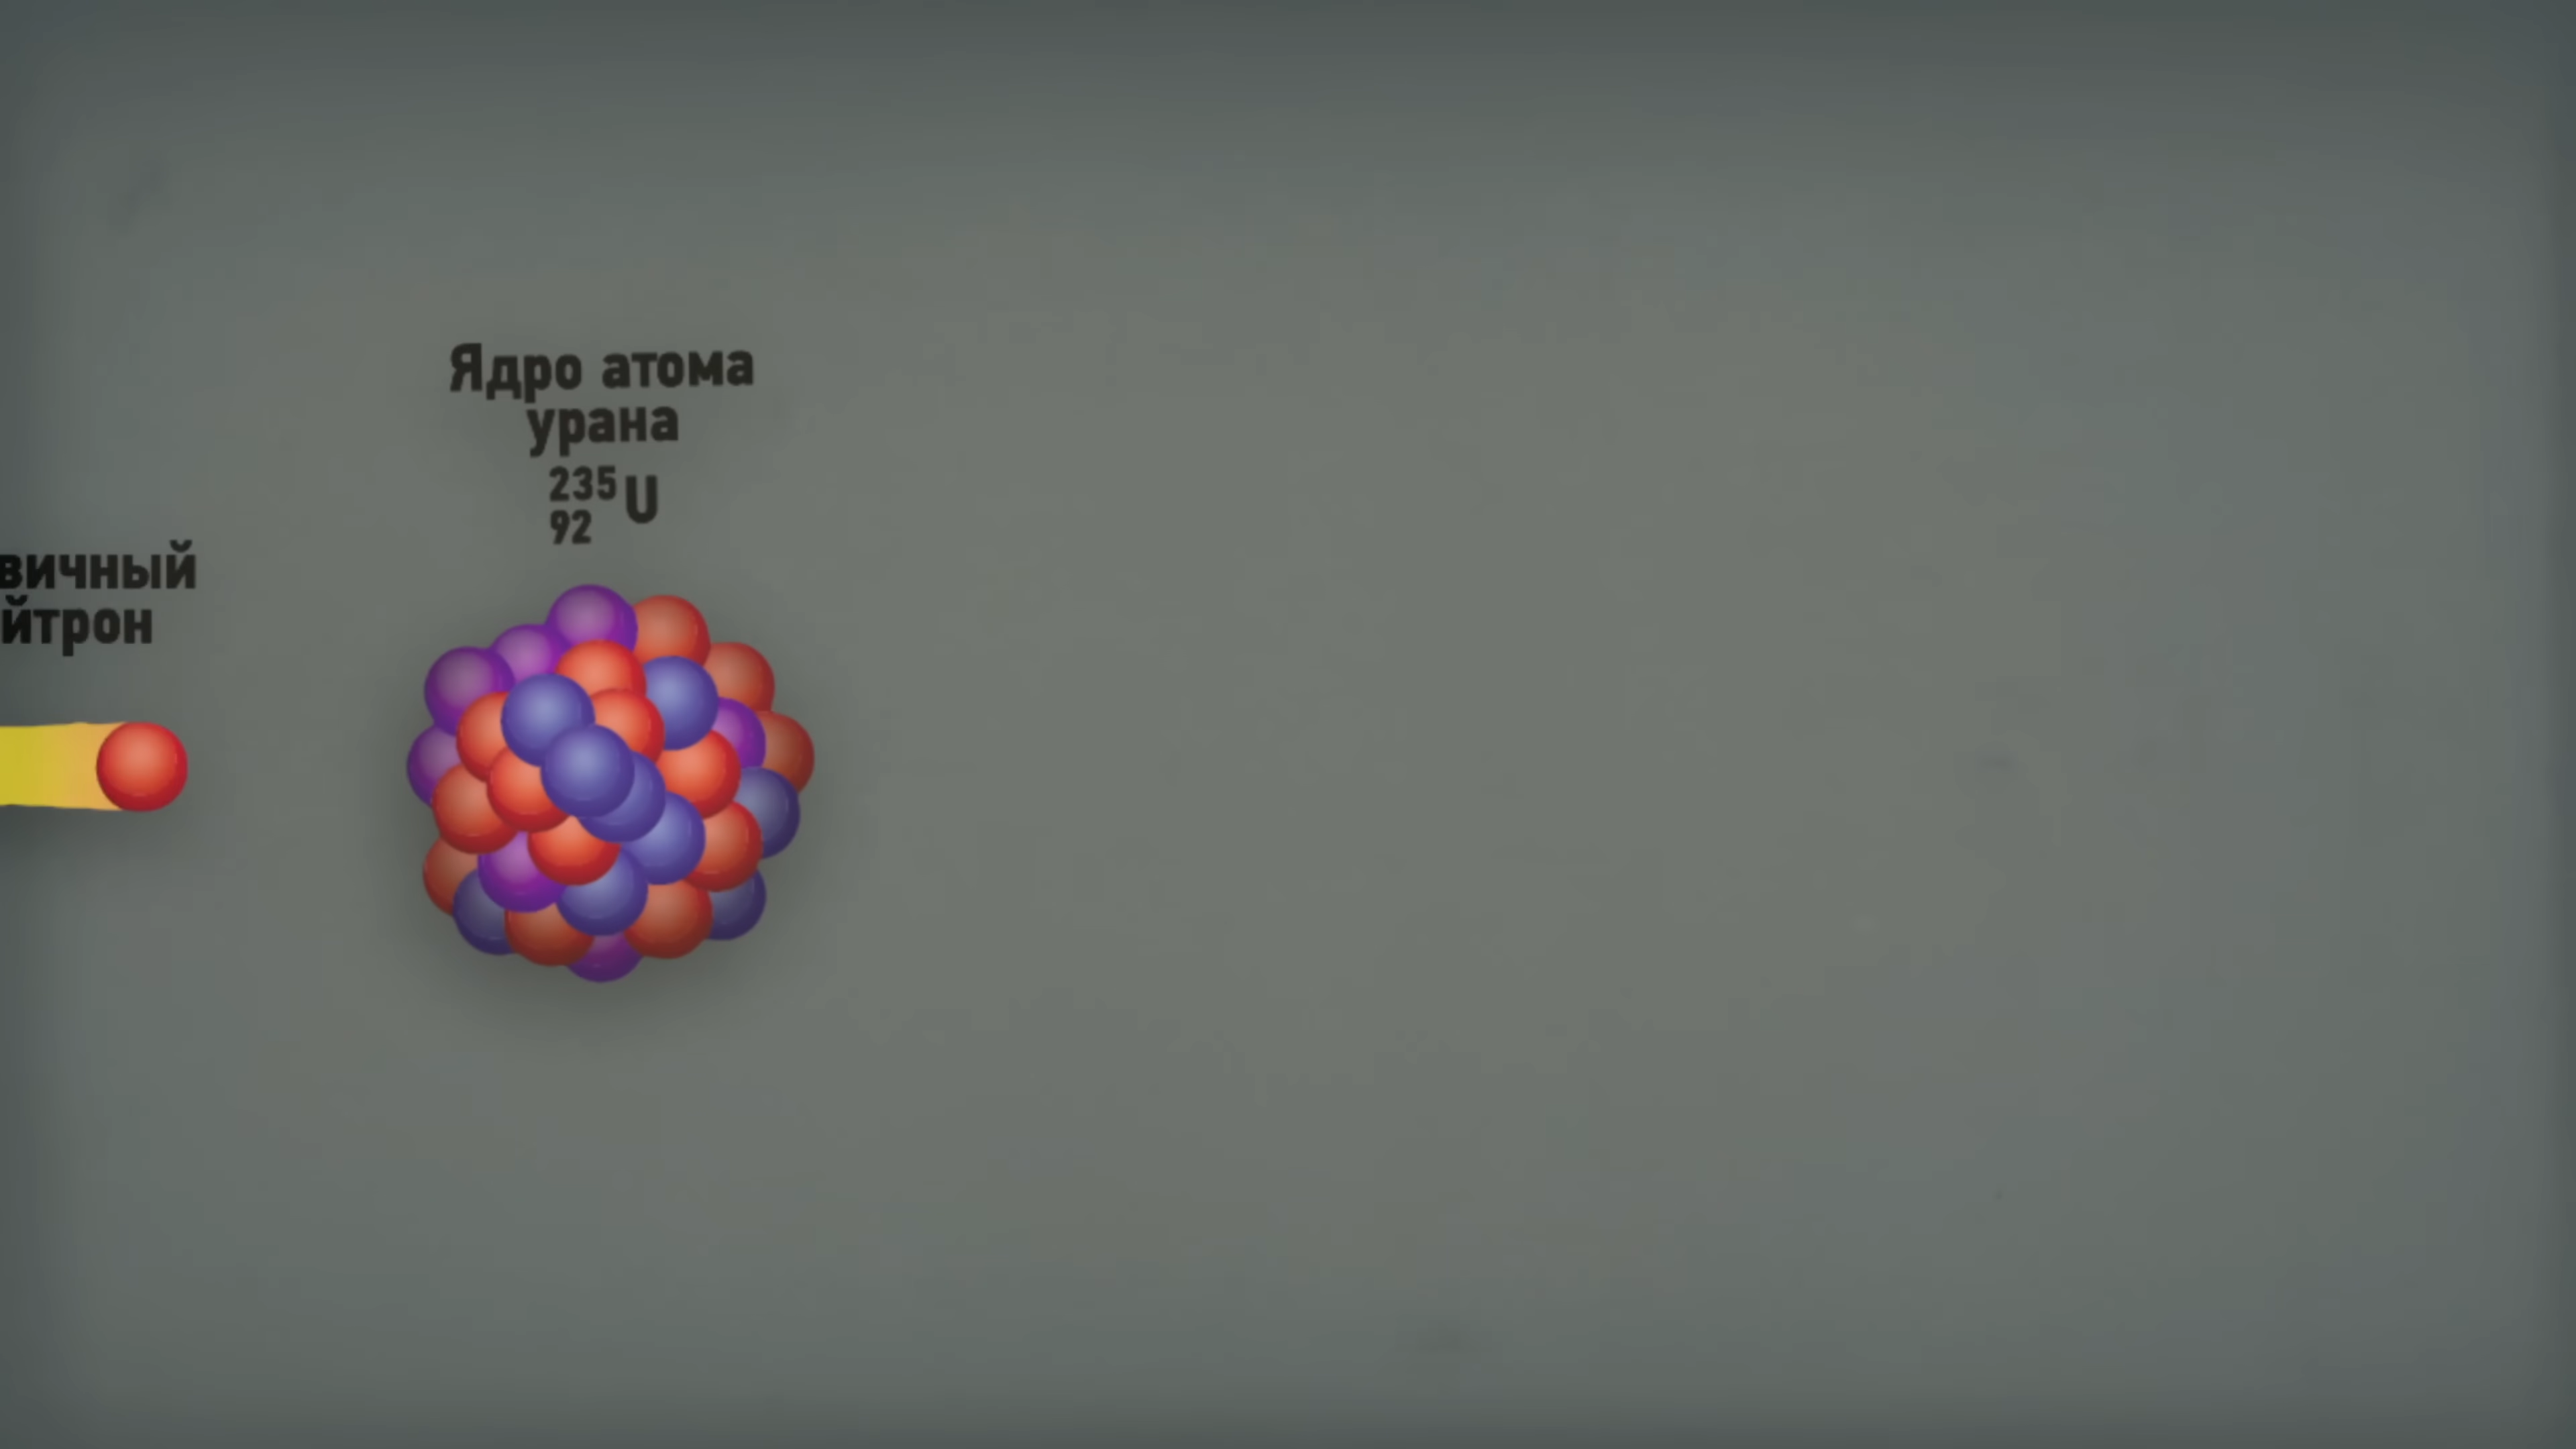 Ядро атома
урана
235
92 U
вичный
йтрон